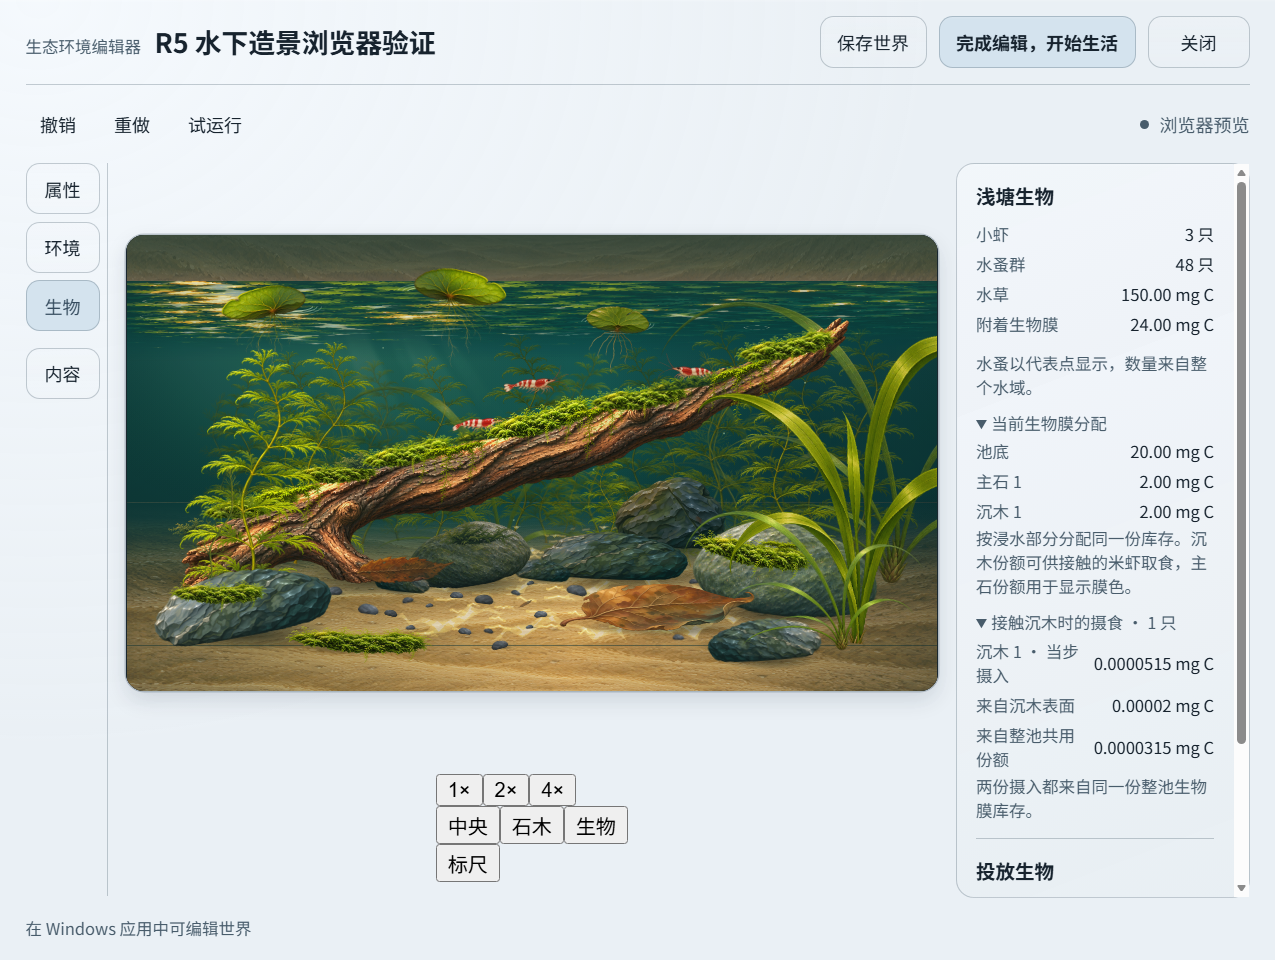 生态环境编辑器 R5 水下造景浏览器验证 保存世界 完成编辑，开始生活 关闭
撤销 重做 试运行 浏览器预览
属性
环境
生物
内容
浅塘生物
小虾 3 只
水蚤群 48 只
水草 150.00 mg C
附着生物膜 24.00 mg C
水蚤以代表点显示，数量来自整
个水域。
▼ 当前生物膜分配
池底 20.00 mg C
主石 1 2.00 mg C
沉木 1 2.00 mg C
按浸水部分分配同一份库存。沉
木份额可供接触的米虾取食，主
石份额用于显示膜色。
▼ 接触沉木时的摄食 · 1 只
沉木 1 · 当步
摄入 0.0000515 mg C
来自沉木表面 0.00002 mg C
来自整池共用
份额 0.0000315 mg C
两份摄入都来自同一份整池生物
膜库存。
投放生物
1× 2× 4×
中央 石木 生物
标尺
在 Windows 应用中可编辑世界